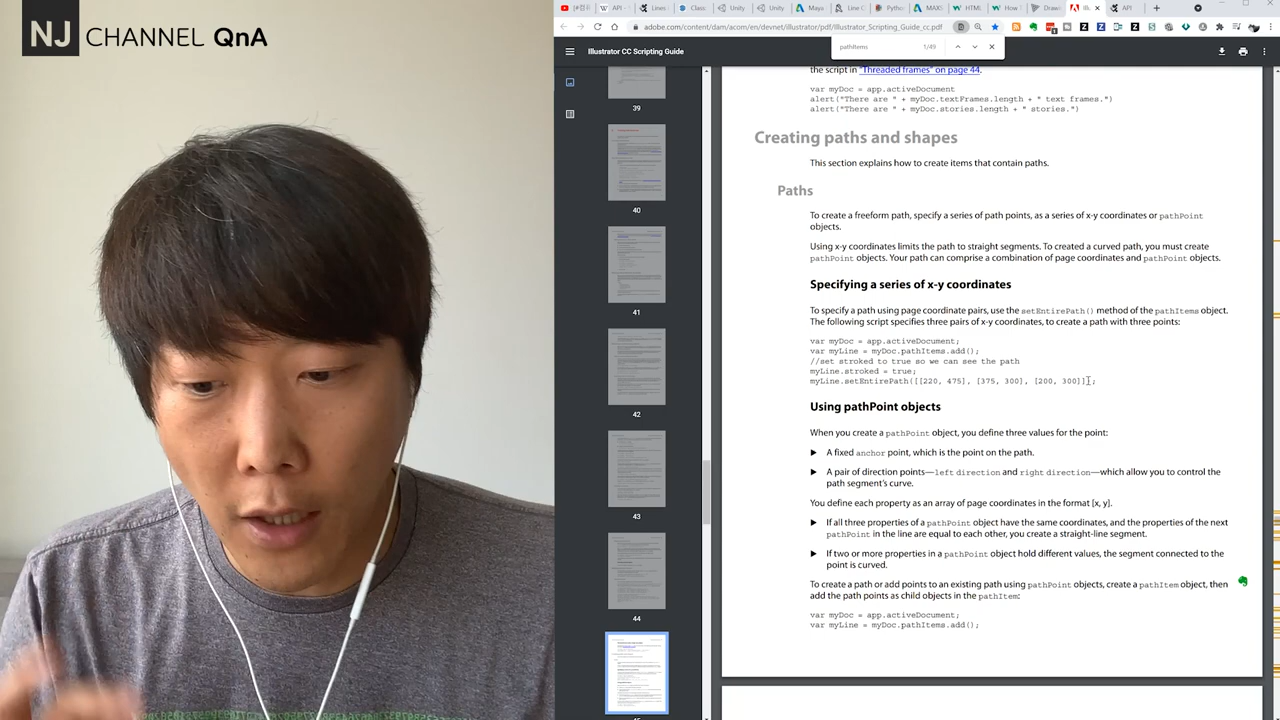 NJ CHANNEL QnA
API -
Lines
Class
Unity
Unity
Maya
Pytho
MAXS
HTML
How
Drawi
Ill
API
adobe.com/content/dam/acom/en/devnet/illustrator/pdf/Illustrator_Scripting_Guide_cc.pdf
Illustrator CC Scripting Guide
pathitems
1/49
39
40
41
42
43
44
the script in "Threaded frames" on page 44.
var myDoc = app.activeDocument
alert("There are " + myDoc.textFrames.length + " text frames.")
alert("There are " + myDoc.stories.length + " stories.")
Creating paths and shapes
This section explains how to create items that contain paths.
Paths
To create a freeform path, specify a series of path points, as a series of x-y coordinates or pathPoint
objects.
Using x-y coordinates limits the path to straight segments. To created a curved path, you must create
pathPoint objects. Your path can comprise a combination of page coordinates and pathPoint objects.
Specifying a series of x-y coordinates
To specify a path using page coordinate pairs, use the setEntirePath() method of the pathItems object.
The following script specifies three pairs of x-y coordinates, to create a path with three points:
var myDoc = app.activeDocument;
var myLine = myDoc.pathItems.add();
//set stroked to true so we can see the path
myLine.stroked = true;
myLine.setEntirePath([[220, 475], [375, 300], [200, 300]]);
Using pathPoint objects
When you create a pathPoint object, you define three values for the point:
► A fixed anchor point, which is the point on the path.
► A pair of direction points—left direction and right direction—which allow you to control the
path segment's curve.
You define each property as an array of page coordinates in the format [x, y].
► If all three properties of a pathPoint object have the same coordinates, and the properties of the next
pathPoint in the line are equal to each other, you create a straight-line segment.
► If two or more properties in a pathPoint object hold different values, the segment connected to the
point is curved.
To create a path or add points to an existing path using pathPoint objects, create a pathItem object, then
add the path points as child objects in the pathItem:
var myDoc = app.activeDocument;
var myLine = myDoc.pathItems.add();